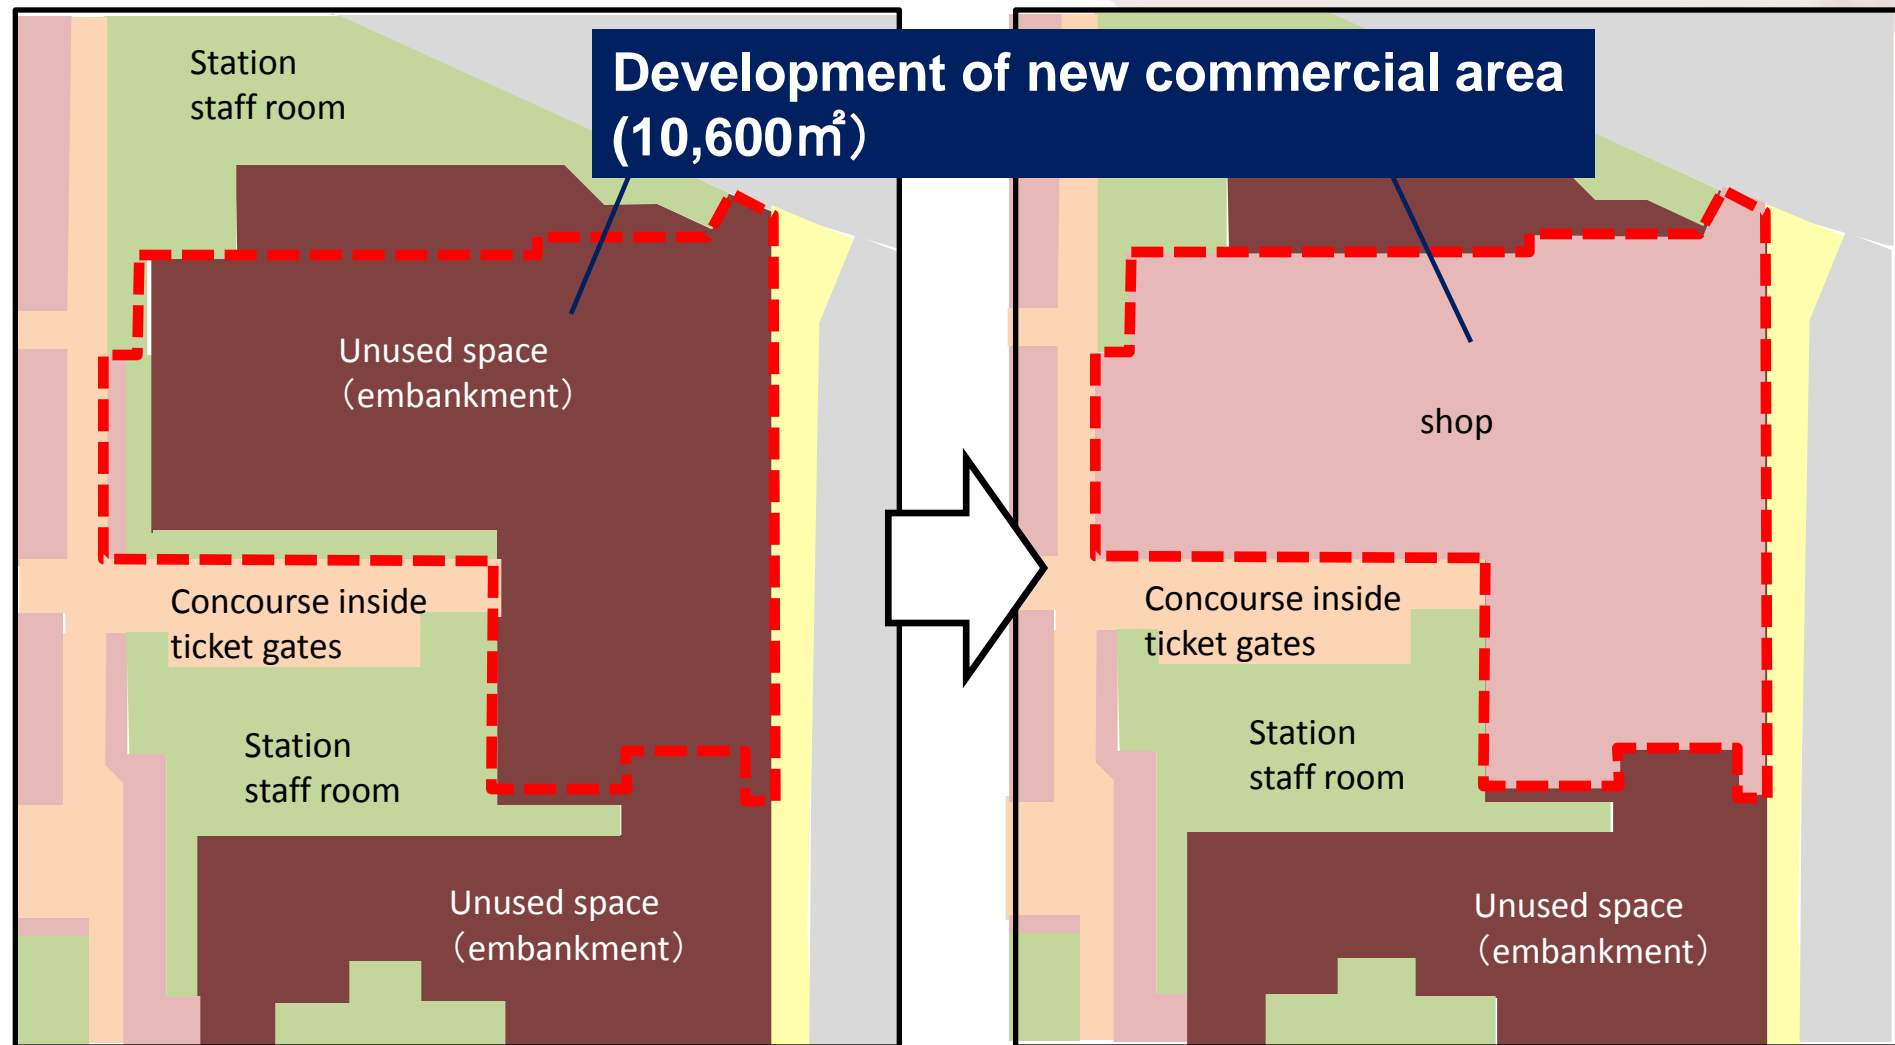 Development of new commercial area
(10,600㎡）
Station
staff room
Unused space
（embankment）
Concourse inside
ticket gates
Station
staff room
Unused space
（embankment）
shop
Concourse inside
ticket gates
Station
staff room
Unused space
（embankment）